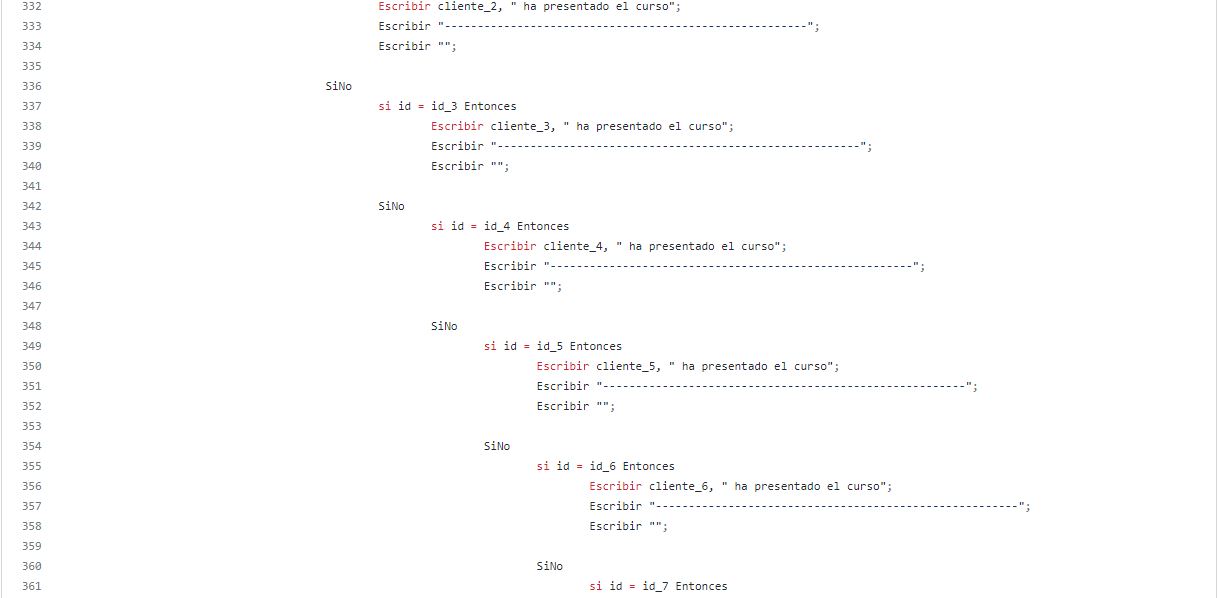 332 Escribir cliente_2, " ha presentado el curso";
333 Escribir "-------------------------------------------------------";
334 Escribir "";
335
336 SiNo
337 si id = id_3 Entonces
338 Escribir cliente_3, " ha presentado el curso";
339 Escribir "-------------------------------------------------------";
340 Escribir "";
341
342 SiNo
343 si id = id_4 Entonces
344 Escribir cliente_4, " ha presentado el curso";
345 Escribir "-------------------------------------------------------";
346 Escribir "";
347
348 SiNo
349 si id = id_5 Entonces
350 Escribir cliente_5, " ha presentado el curso";
351 Escribir "-------------------------------------------------------";
352 Escribir "";
353
354 SiNo
355 si id = id_6 Entonces
356 Escribir cliente_6, " ha presentado el curso";
357 Escribir "-------------------------------------------------------";
358 Escribir "";
359
360 SiNo
361 si id = id_7 Entonces